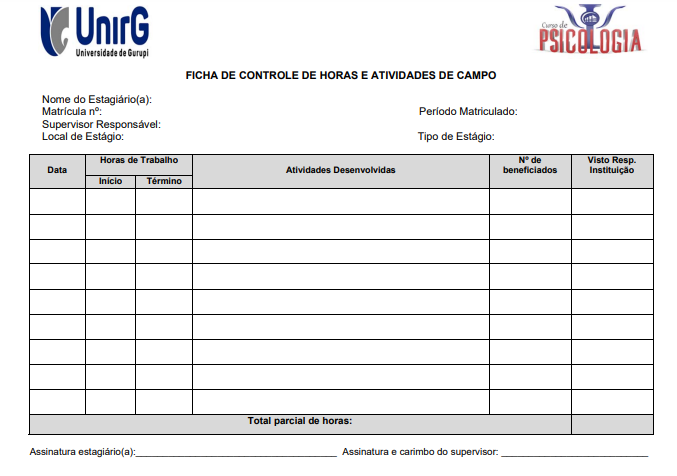 UnirG
Universidade de Gurupi
Curso de
PSICOLOGIA
FICHA DE CONTROLE DE HORAS E ATIVIDADES DE CAMPO
Nome do Estagiário(a):
Matrícula nº: Período Matriculado:
Supervisor Responsável:
Local de Estágio: Tipo de Estágio:
Data Horas de Trabalho Início Término Atividades Desenvolvidas Nº de beneficiados Visto Resp. Instituição
Total parcial de horas:
Assinatura estagiário(a):____________________ Assinatura e carimbo do supervisor: ____________________